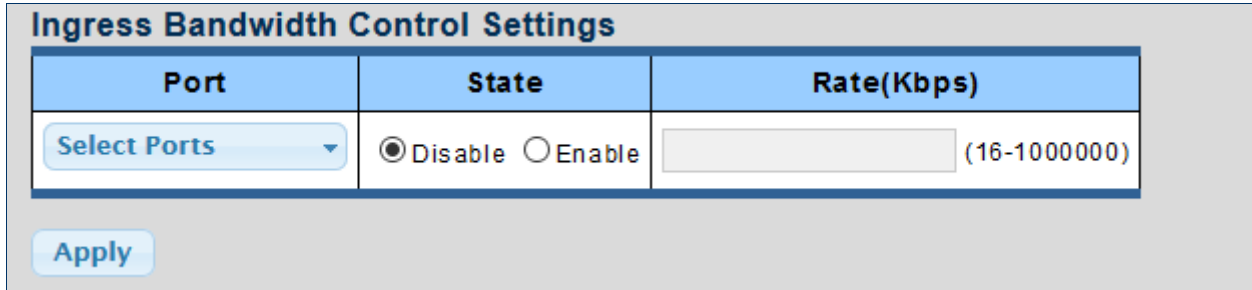 Ingress Bandwidth Control Settings
Port State Rate(Kbps)
Select Ports Disable Enable (16-1000000)
Apply